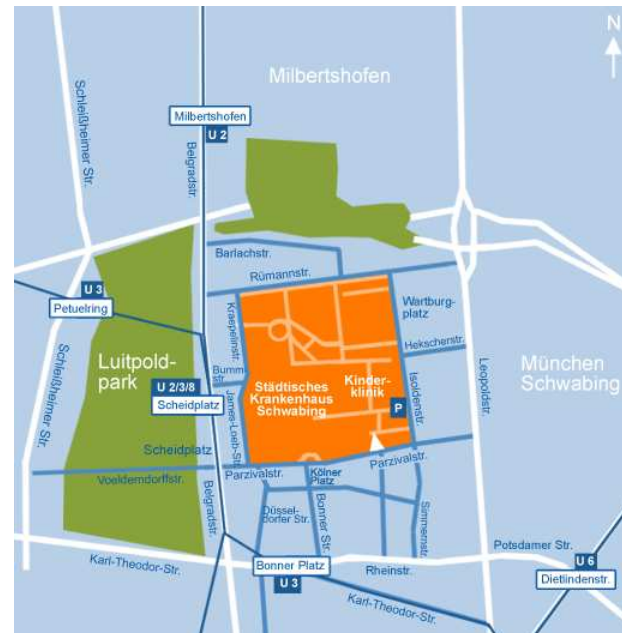 N
Milbertshofen
Schleißheimer Str.
Milbertshofen
U 2
Belgradstr.
Barlachstr.
Rümannstr.
U 3
Petuelring
Kraepelinstr.
Wartburg-
platz
Hekscherstr.
Luitpold-
park
Bumm
str.
U 2/3/8
Scheidplatz
Städtisches
Krankenhaus
Schwabing
Kinder-
klinik
P
Isoldenstr.
Leopoldstr.
München
Schwabing
Schleißheimer Str.
James-Loeb-Str.
Scheidplatz
Voelderndorffstr.
Belgradstr.
Parzivalstr.
Kölner
Platz
Parzivalstr.
Düssel-
dorfer Str.
Bonner Str.
Simmernstr.
Karl-Theodor-Str.
Bonner Platz
U 3
Rheinstr.
Potsdamer Str.
U 6
Dietlindenstr.
Karl-Theodor-Str.